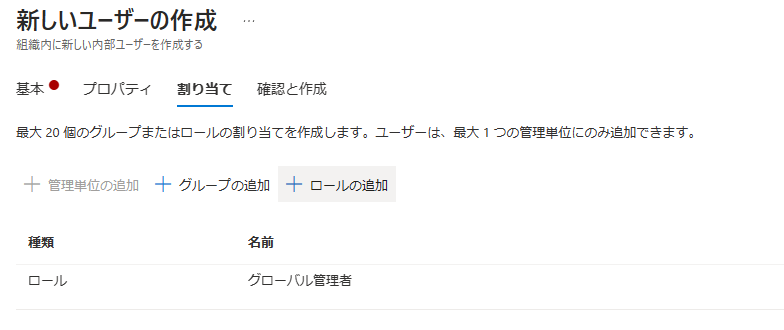 新しいユーザーの作成 …
組織内に新しい内部ユーザーを作成する
基本 プロパティ 割り当て 確認と作成
最大 20 個のグループまたはロールの割り当てを作成します。ユーザーは、最大 1 つの管理単位にのみ追加できます。
管理単位の追加 グループの追加 ロールの追加
種類 名前
ロール グローバル管理者